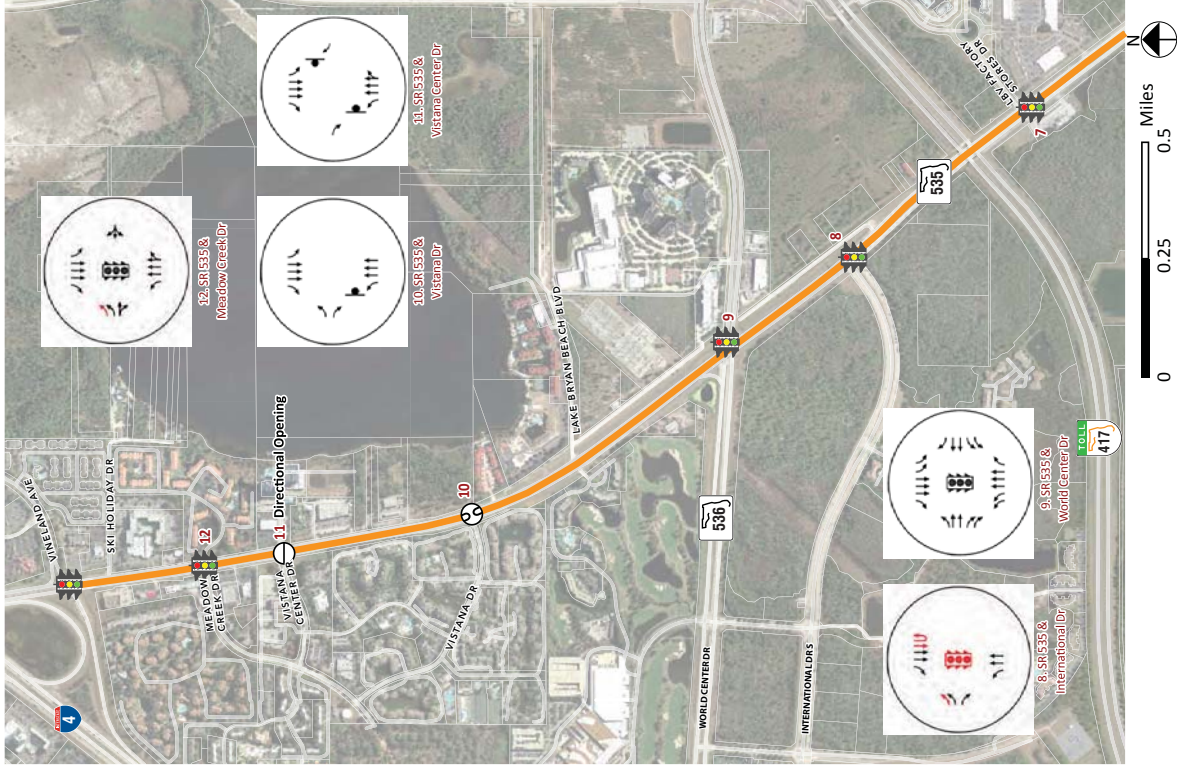 12. SR 535 &
Meadow Creek Dr
10. SR 535 &
Vistana Dr
11. SR 535 &
Vistana Center Dr
VINELAND AVE
SKI HOLIDAY DR
4
12
MEADOW
CREEK DR
11 Directional Opening
VISTANA
CENTER DR
10
VISTANA DR
LAKE BRYAN BEACH BLVD
9
536
WORLD CENTER DR
8
535
LBV FACTORY
STORES DR
7
INTERNATIONAL DR S
8. SR 535 &
International Dr
9. SR 535 &
World Center Dr
TOLL
417
0
0.25
0.5
Miles
N